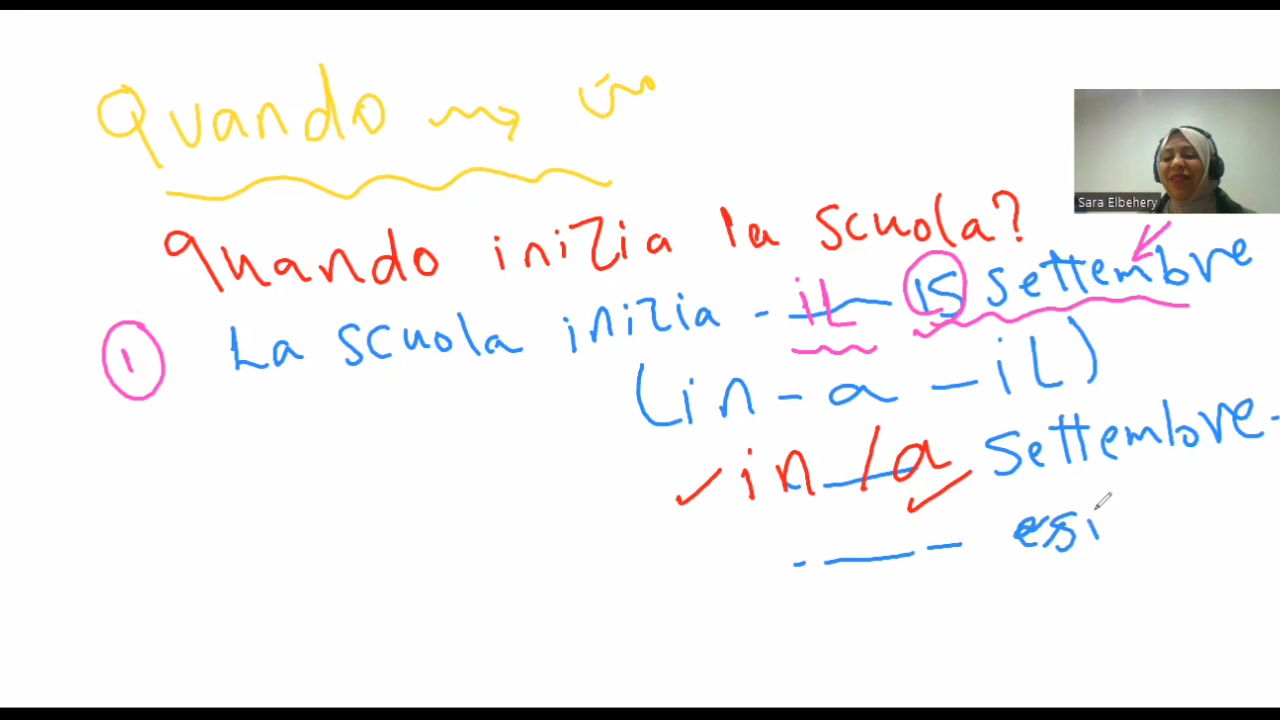 Quando متى
Sara Elbehery
Quando inizia la scuola?
1 La scuola inizia - il 15 settembre
(in - a - il)
in / a settembre.
esi